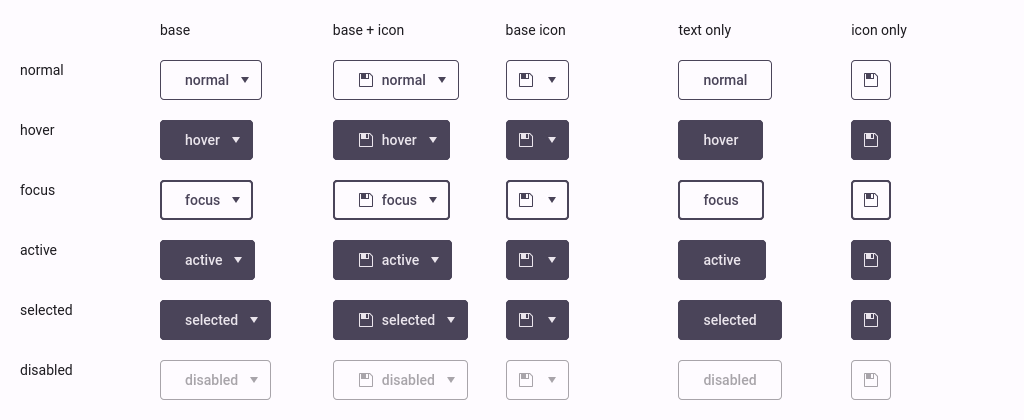 base base + icon base icon text only icon only
normal normal normal normal
hover hover hover hover
focus focus focus focus
active active active active
selected selected selected selected
disabled disabled disabled disabled